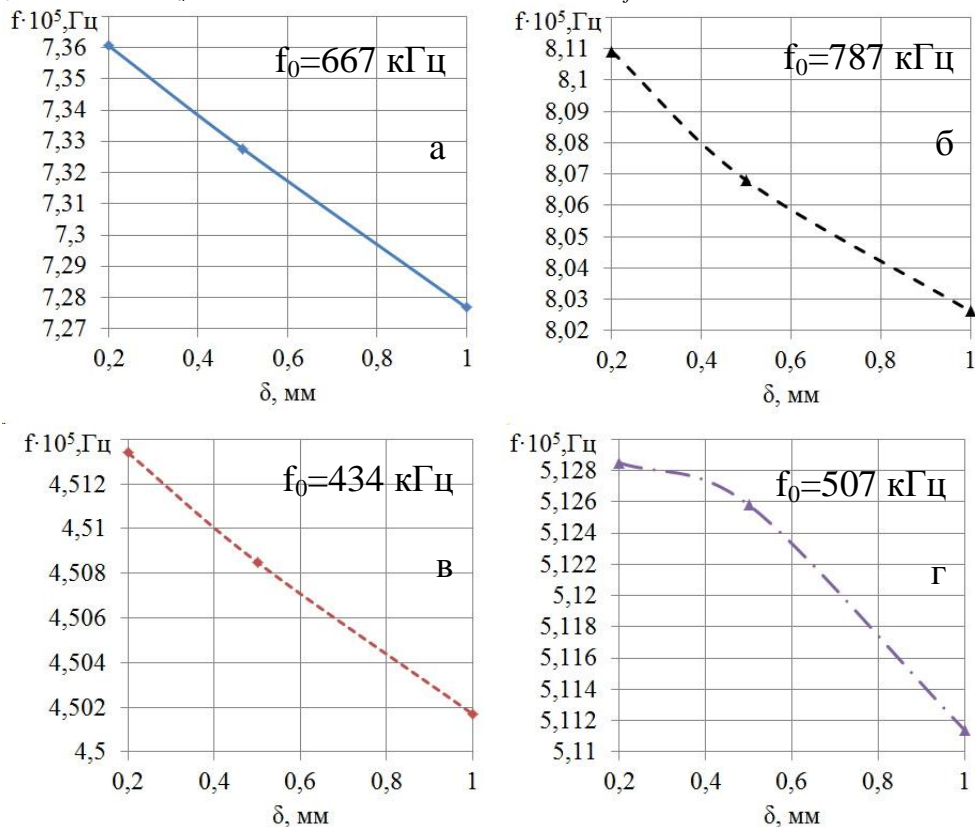 f·10⁵,Гц
f₀=667 кГц
7,36
7,35
7,34
7,33
7,32
7,31
7,3
7,29
7,28
7,27
а
0,2 0,4 0,6 0,8 1
δ, мм
f·10⁵,Гц
f₀=787 кГц
8,11
8,1
8,09
8,08
8,07
8,06
8,05
8,04
8,03
8,02
б
0,2 0,4 0,6 0,8 1
δ, мм
f·10⁵,Гц
f₀=434 кГц
4,512
4,51
4,508
4,506
4,504
4,502
4,5
в
0,2 0,4 0,6 0,8 1
δ, мм
f·10⁵,Гц
f₀=507 кГц
5,128
5,126
5,124
5,122
5,12
5,118
5,116
5,114
5,112
5,11
г
0,2 0,4 0,6 0,8 1
δ, мм